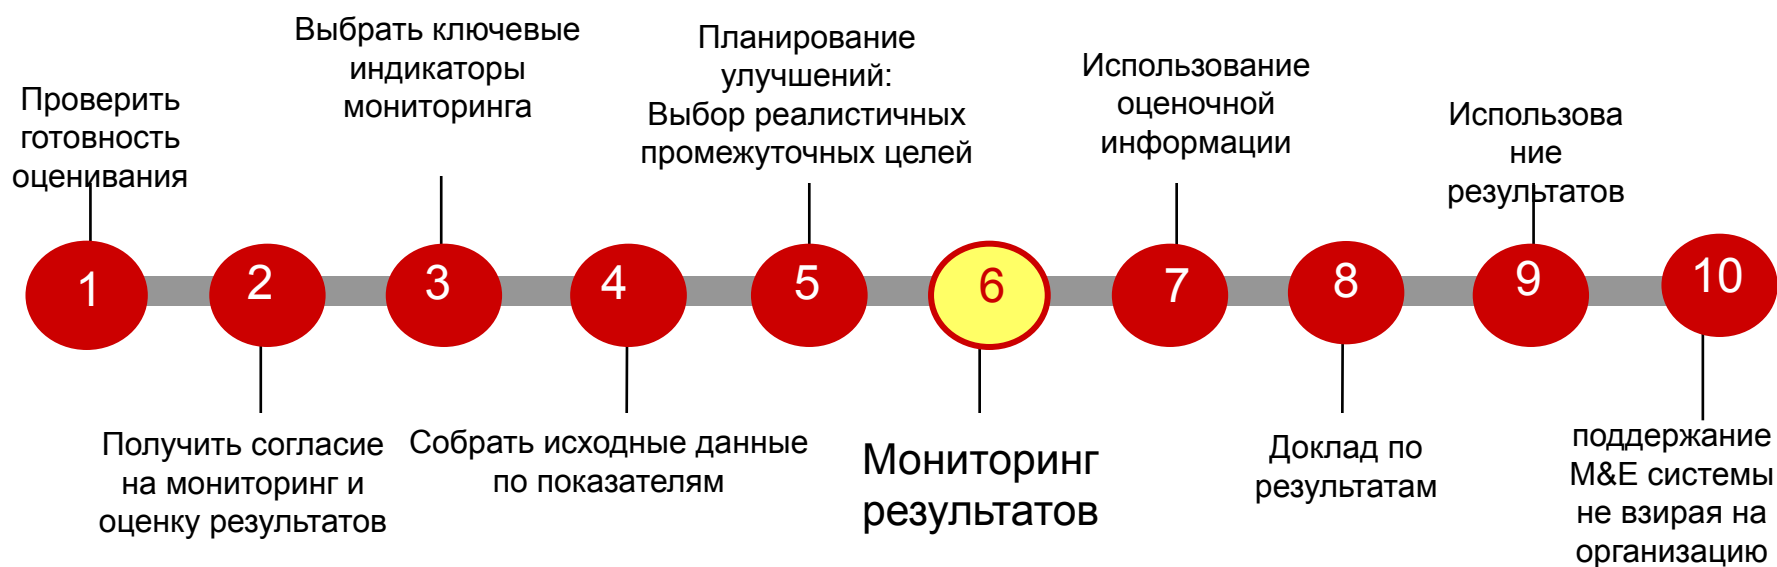 Проверить
готовность
оценивания
Выбрать ключевые
индикаторы
мониторинга
Планирование
улучшений:
Выбор реалистичных
промежуточных целей
Использование
оценочной
информации
Использова
ние
результатов
1
2
3
4
5
6
7
8
9
10
Получить согласие
на мониторинг и
оценку результатов
Собрать исходные данные
по показателям
Мониторинг
результатов
Доклад по
результатам
поддержание
M&E системы
не взирая на
организацию